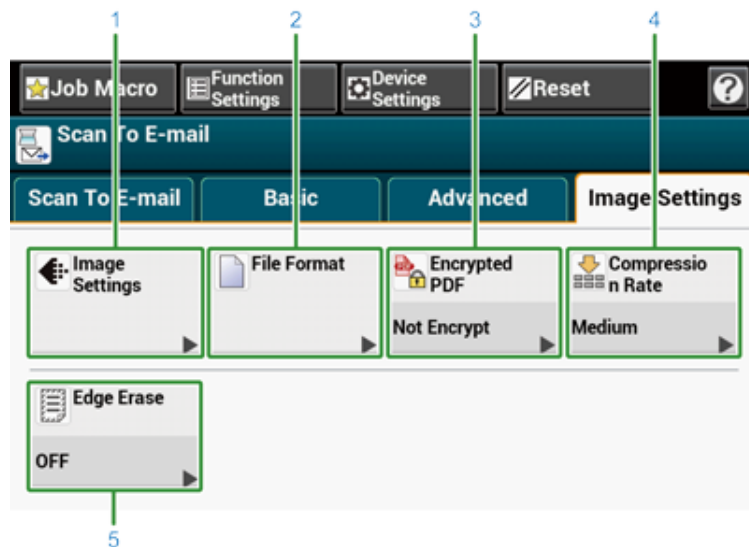 1 2 3 4
Job Macro Function Settings Device Settings Reset ?
Scan To E-mail
Scan To E-mail Basic Advanced Image Settings
Image
Settings
File Format
Encrypted
PDF
Not Encrypt
Compressio
n Rate
Medium
Edge Erase
OFF
5